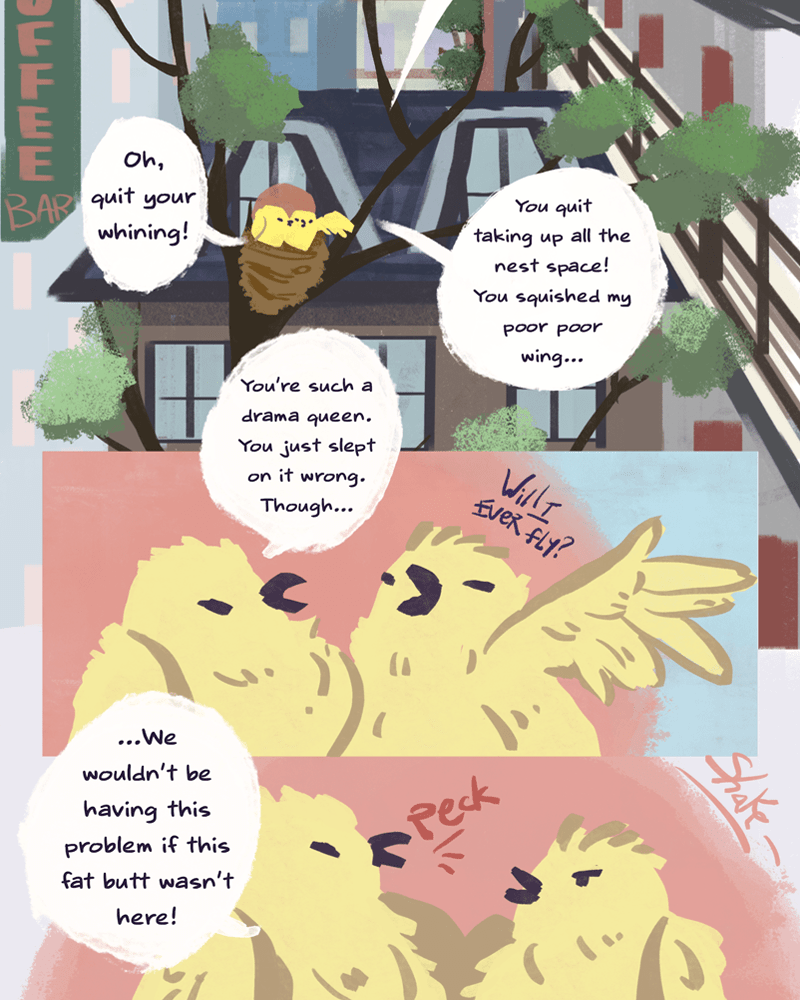 OFFEE
BAR
Oh,
quit your
whining!
You quit
taking up all the
nest space!
You squished my
poor poor
wing...
You're such a
drama queen.
You just slept
on it wrong.
Though...
Will I
Ever fly?
...We
wouldn't be
having this
problem if this
fat butt wasn't
here!
Peck
Shake